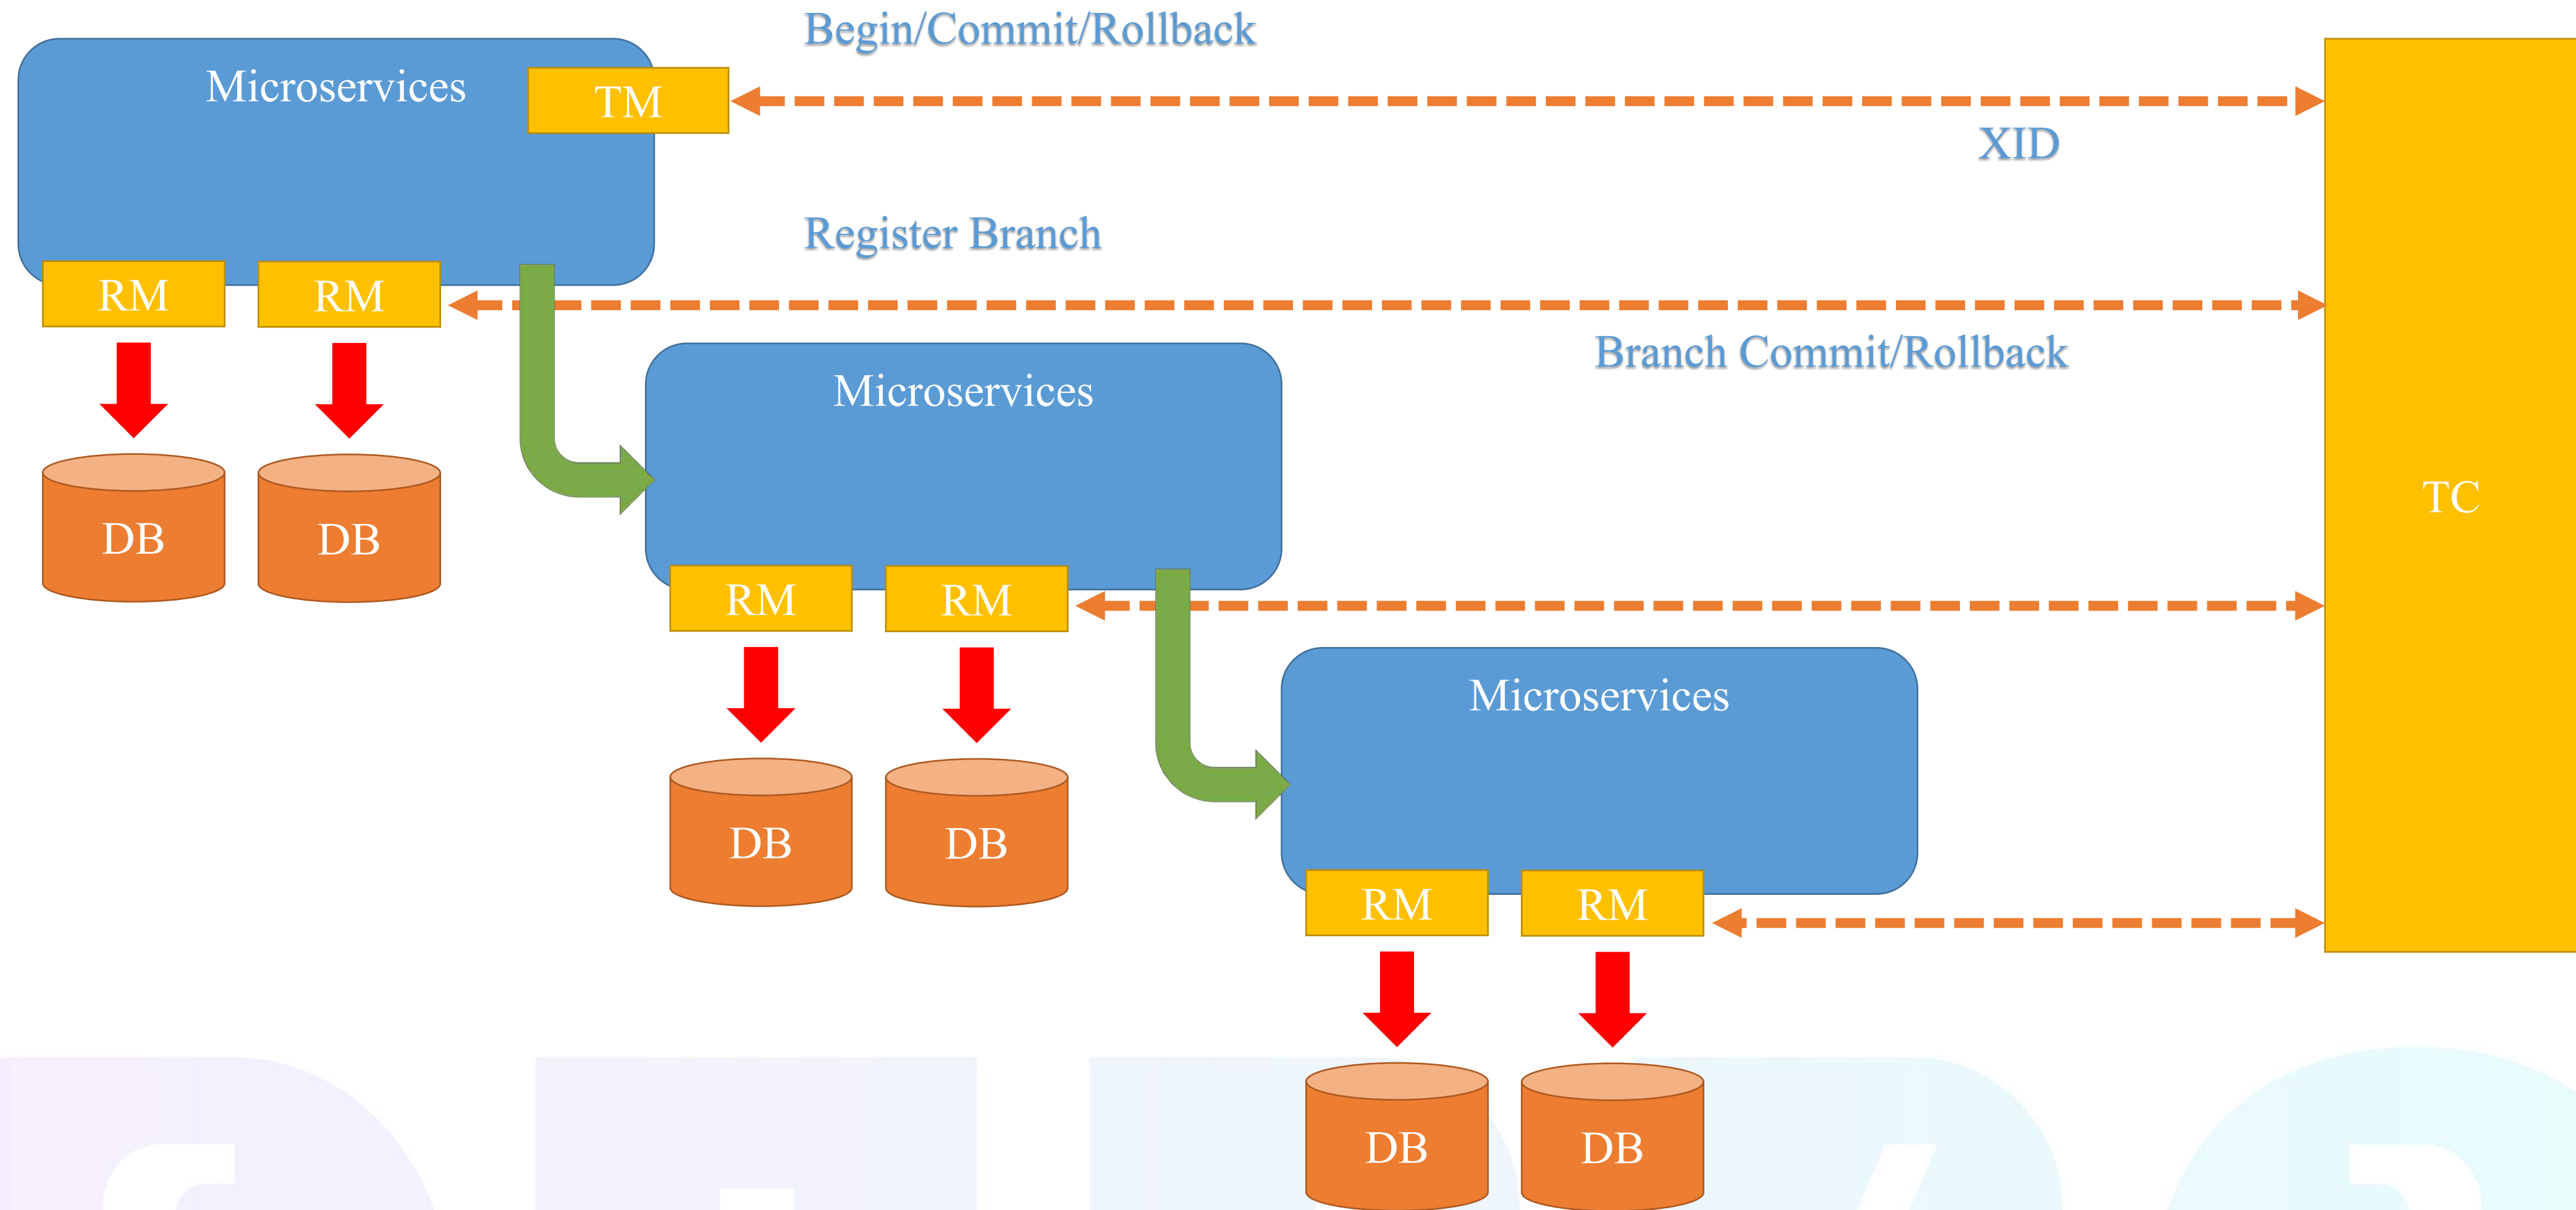 Begin/Commit/Rollback
Microservices
TM
XID
Register Branch
RM
RM
Branch Commit/Rollback
Microservices
TC
DB
DB
RM
RM
Microservices
DB
DB
RM
RM
DB
DB